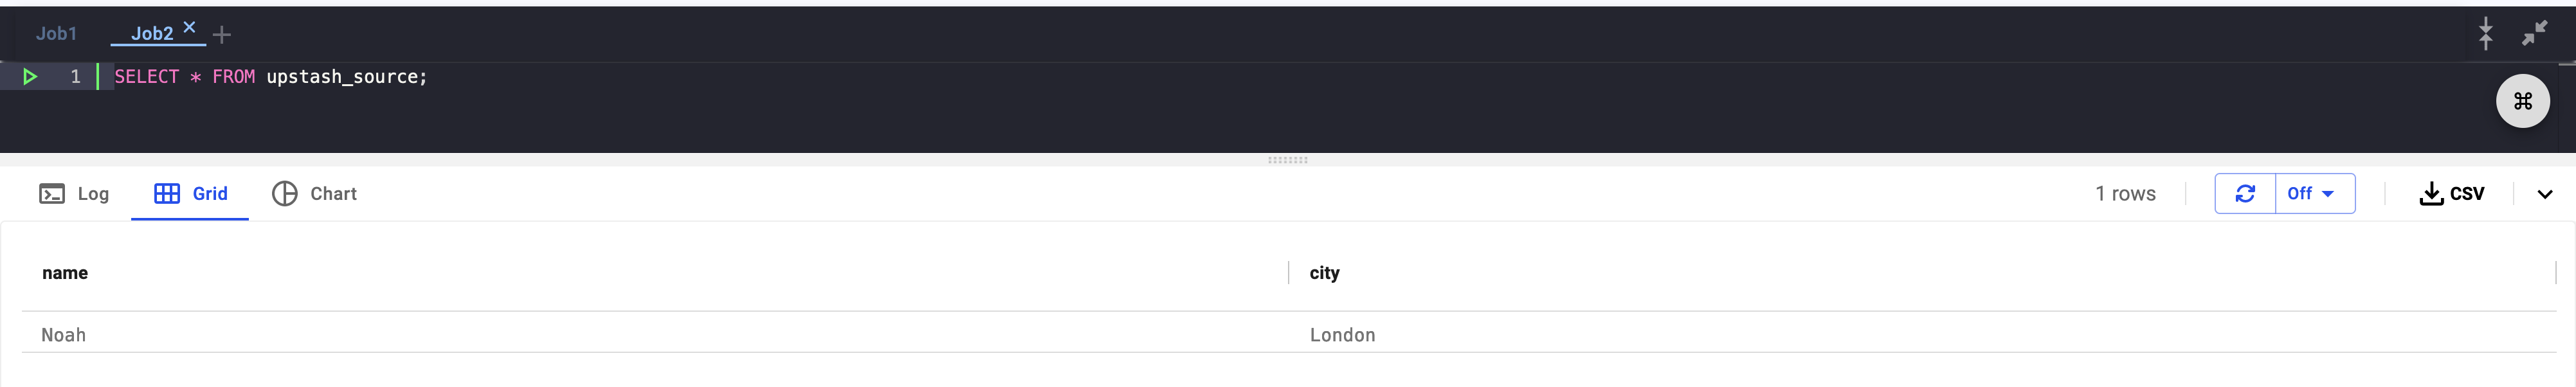 Job1 Job2 × +
1 SELECT * FROM upstash_source;
⌘
Log Grid Chart 1 rows Off CSV
name city
Noah London